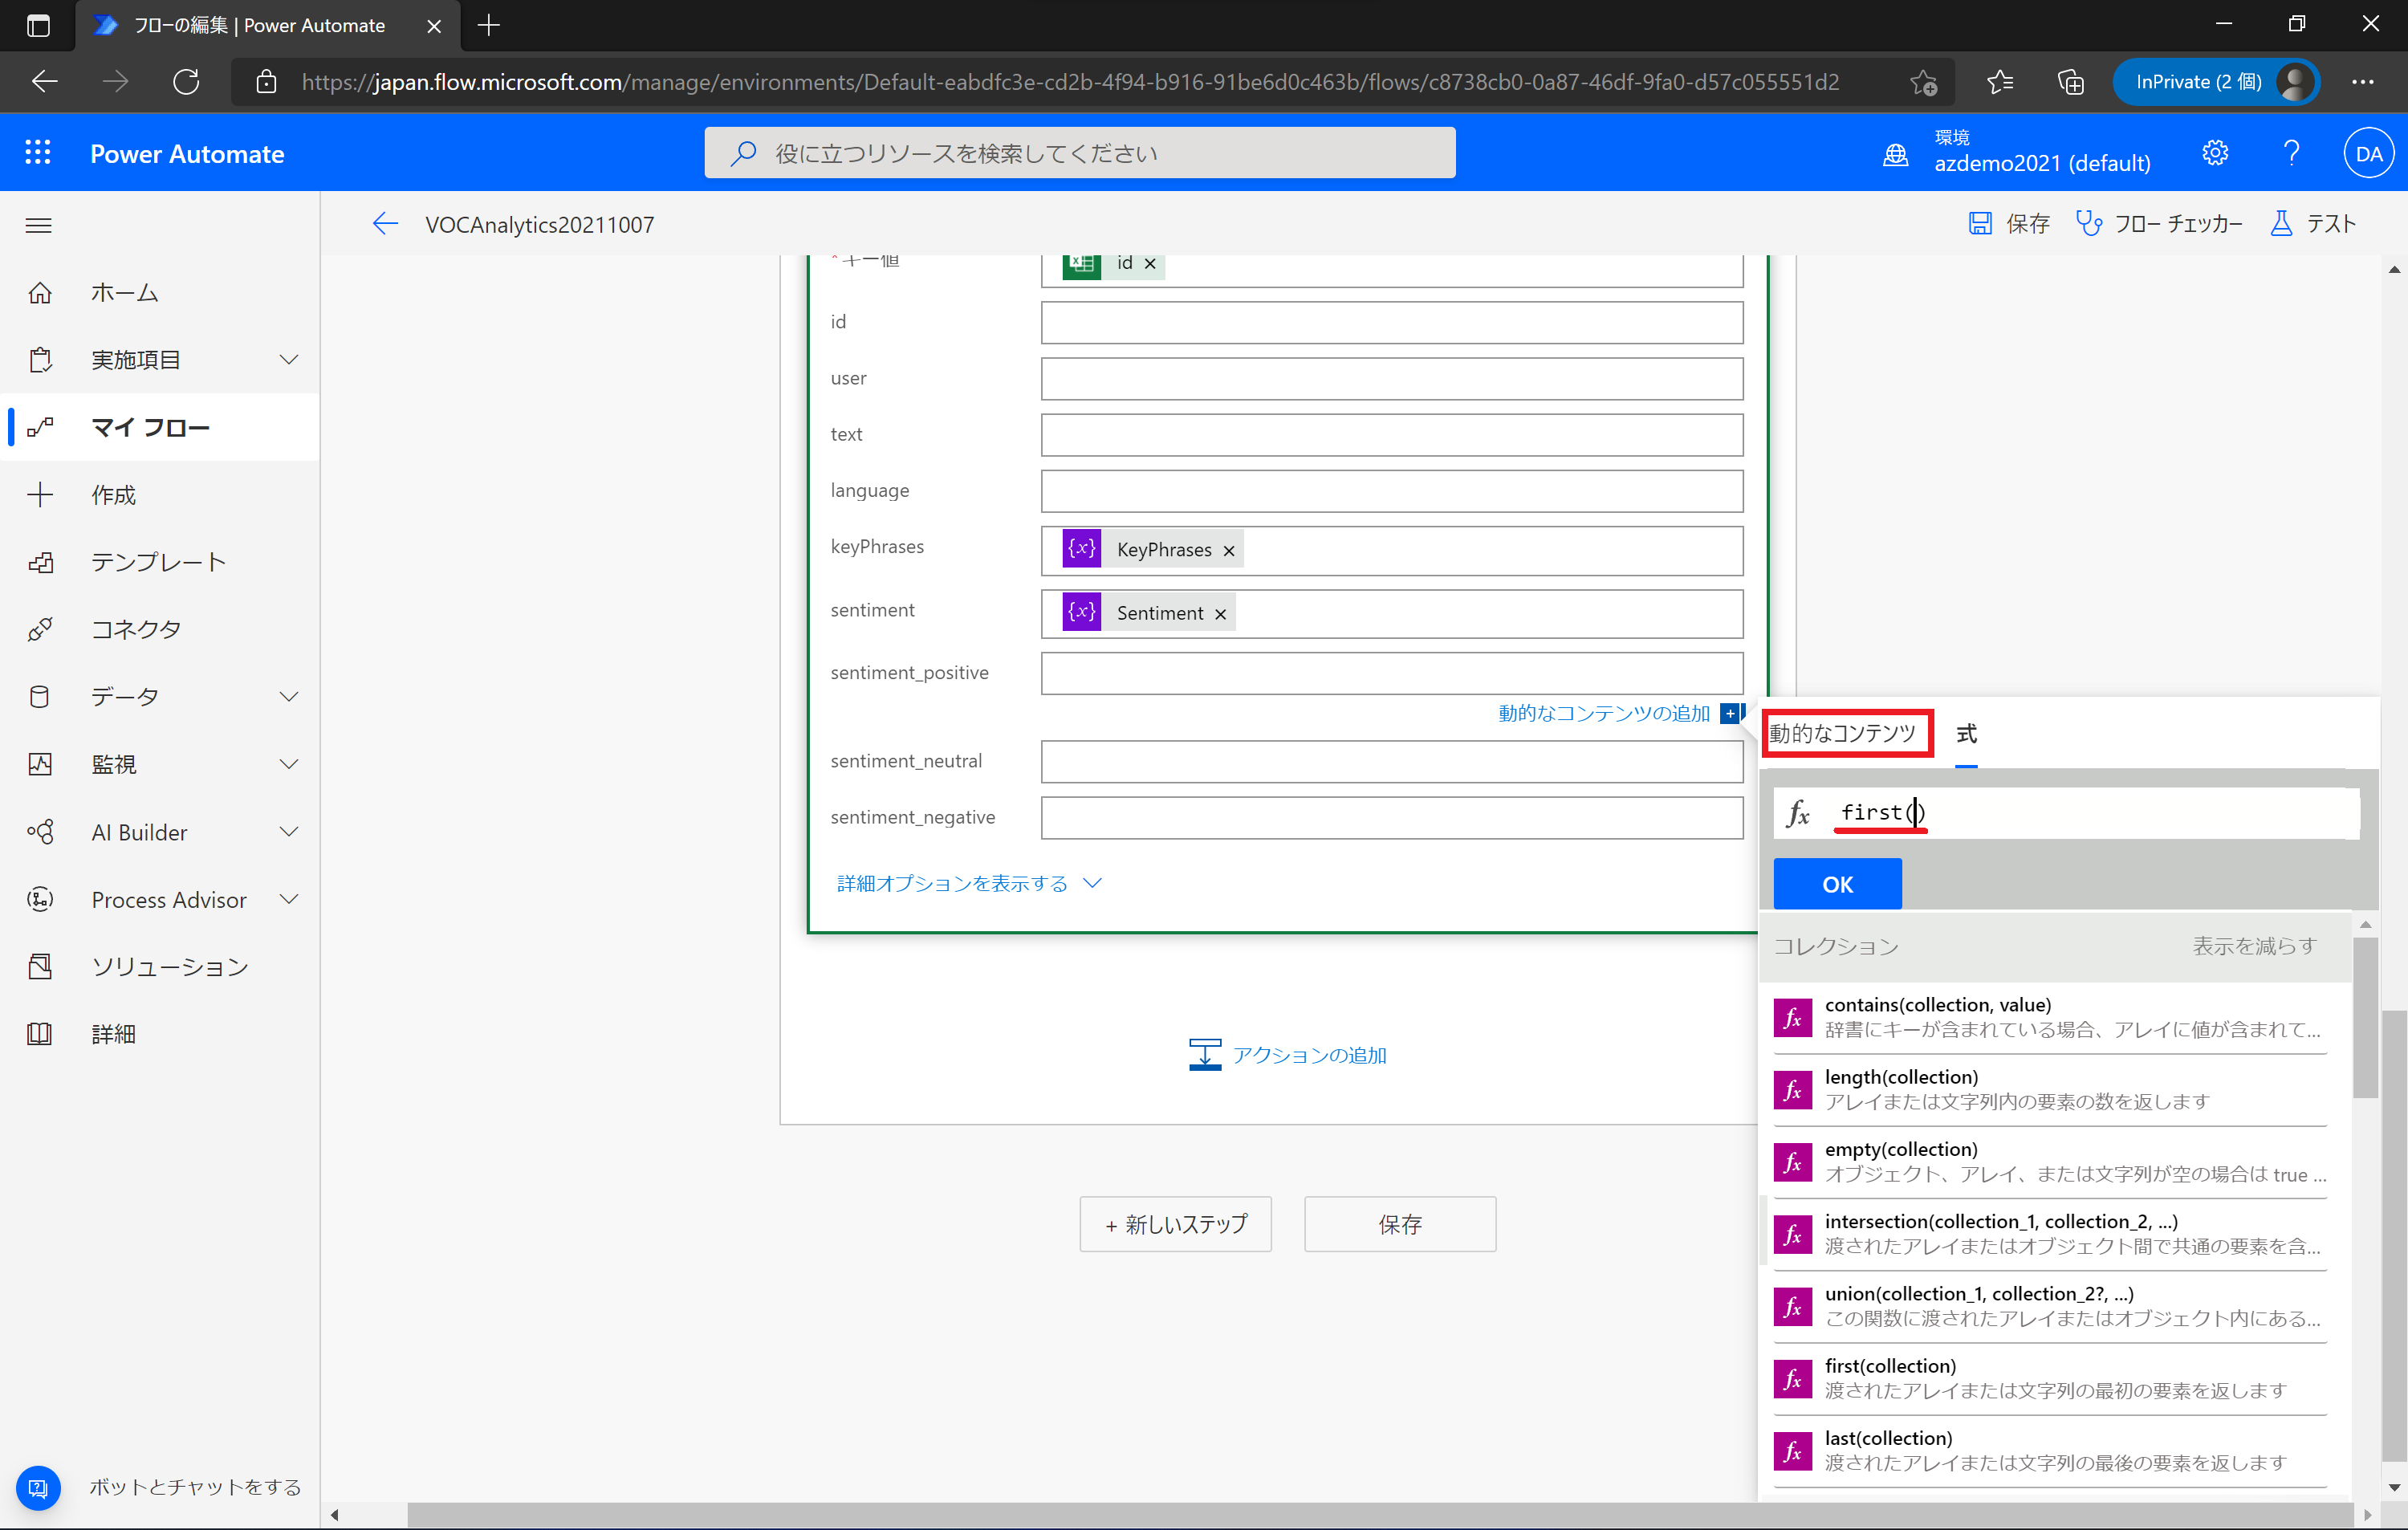 フローの編集 | Power Automate
https://japan.flow.microsoft.com/manage/environments/Default-eabdfc3e-cd2b-4f94-b916-91be6d0c463b/flows/c8738cb0-0a87-46df-9fa0-d57c055551d2
InPrivate (2 個)
Power Automate
役に立つリソースを検索してください
環境
azdemo2021 (default)
DA
VOCAnalytics20211007
保存
フロー チェッカー
テスト
ホーム
実施項目
マイ フロー
作成
テンプレート
コネクタ
データ
監視
AI Builder
Process Advisor
ソリューション
詳細
ボットとチャットをする
* キー値
id
id
user
text
language
keyPhrases
KeyPhrases
sentiment
Sentiment
sentiment_positive
動的なコンテンツの追加
sentiment_neutral
sentiment_negative
詳細オプションを表示する
アクションの追加
+ 新しいステップ
保存
動的なコンテンツ
式
fx first()
OK
コレクション
表示を減らす
fx contains(collection, value)
辞書にキーが含まれている場合、アレイに値が含まれて...
fx length(collection)
アレイまたは文字列内の要素の数を返します
fx empty(collection)
オブジェクト、アレイ、または文字列が空の場合は true ...
fx intersection(collection_1, collection_2, ...)
渡されたアレイまたはオブジェクト間で共通の要素を含...
fx union(collection_1, collection_2?, ...)
この関数に渡されたアレイまたはオブジェクト内にある...
fx first(collection)
渡されたアレイまたは文字列の最初の要素を返します
fx last(collection)
渡されたアレイまたは文字列の最後の要素を返します